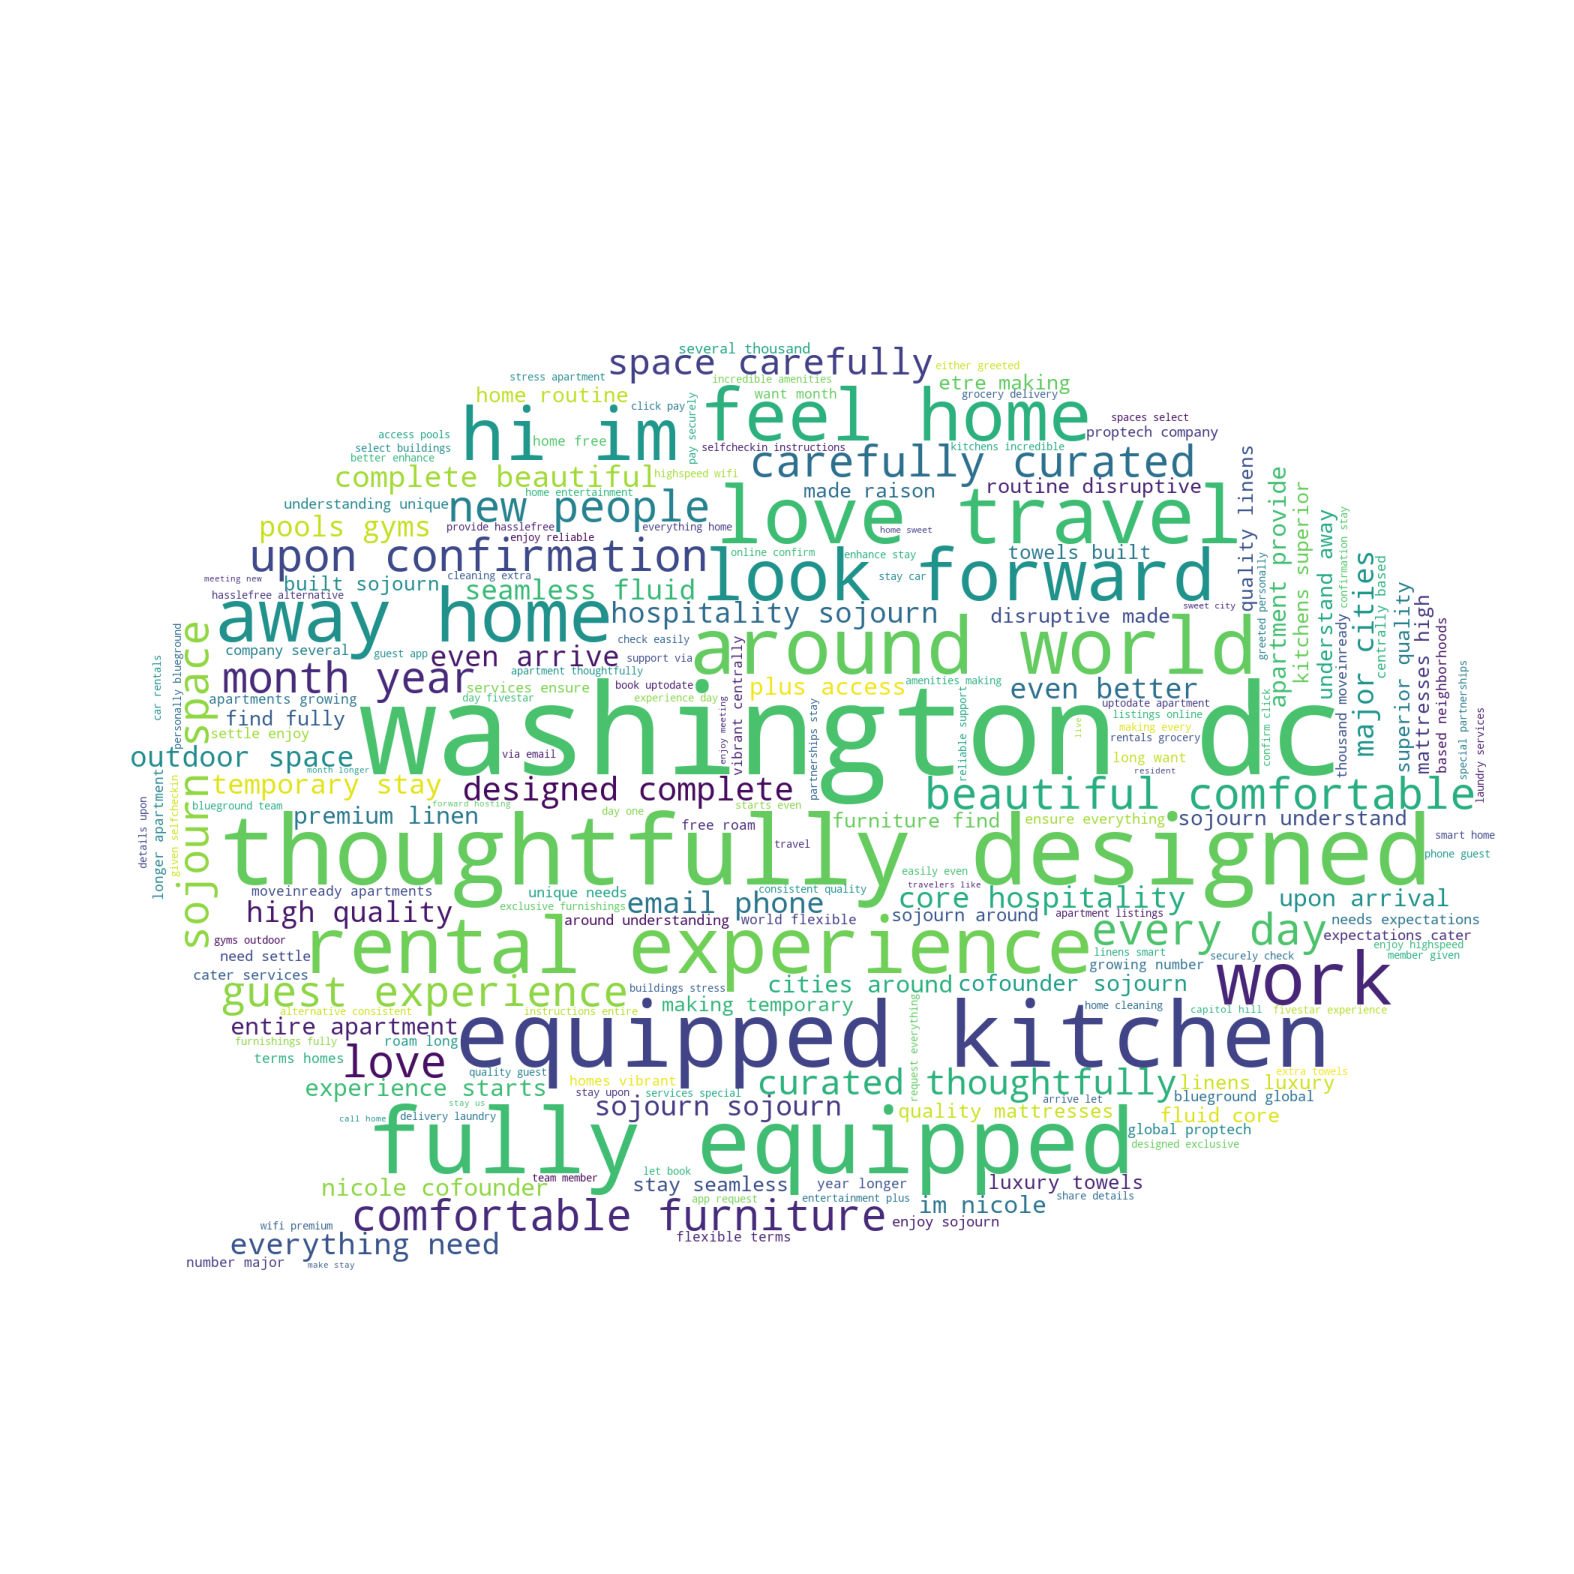 several thousand
space carefully
either greeted
stress apartment
incredible amenities
etre making
home routine
want month
grocery delivery
click pay
pay securely
feel home
hi im
spaces select
access pools
home free
selfcheckin instructions
kitchens incredible
proptech company
select buildings
better enhance
carefully curated
quality linens
complete beautiful
highspeed wifi
routine disruptive
understanding unique
home entertainment
new people
made raison
love travel
apartment provide
kitchens superior
understand away
confirmation stay
pools gyms
provide hasslefree
enjoy reliable
everything home
home sweet
upon confirmation
online confirm
look forward
enhance stay
towels built
major cities
centrally based
meeting new
built sojourn
cleaning extra
stay car
greeted personally
hasslefree alternative
seamless fluid
sweet city
superior quality
mattresses high
away home
hospitality sojourn
disruptive made
based neighborhoods
sojourn space
personally blueground
company several
guest app
even arrive
check easily
support via
around world
thousand moveinready
car rentals
month year
apartment thoughtfully
vibrant centrally
amenities making
special partnerships
apartments growing
services ensure
book uptodate
plus access
even better
day fivestar
experience day
uptodate apartment
find fully
enjoy meeting
listings online
confirm click
settle enjoy
washington dc
live
making every
rentals grocery
laundry services
outdoor space
via email
partnerships stay
reliable support
long want
month longer
resident
temporary stay
designed complete
beautiful comfortable
details upon
longer apartment
given selfcheckin
blueground team
forward hosting
starts even
premium linen
day one
free roam
furniture find
ensure everything
sojourn understand
thoughtfully designed
travel
smart home
phone guest
easily even
moveinready apartments
unique needs
consistent quality
travelers like
core hospitality
upon arrival
exclusive furnishings
email phone
high quality
around understanding
world flexible
sojourn around
apartment listings
needs expectations
every day
expectations cater
gyms outdoor
rental experience
enjoy highspeed
need settle
linens smart
securely check
member given
growing number
work
cater services
guest experience
buildings stress
cities around
cofounder sojourn
making temporary
home cleaning
capitol hill
fivestar experience
alternative consistent
instructions entire
entire apartment
equipped kitchen
request everything
furnishings fully
roam long
terms homes
love
quality guest
homes vibrant
curated thoughtfully
linens luxury
extra towels
experience starts
stay upon
services special
arrive let
blueground global
stay us
sojourn sojourn
quality mattresses
fluid core
call home
delivery laundry
fully equipped
global proptech
designed exclusive
let book
team member
nicole cofounder
stay seamless
year longer
luxury towels
app request
entertainment plus
im nicole
share details
comfortable furniture
enjoy sojourn
wifi premium
everything need
flexible terms
number major
make stay